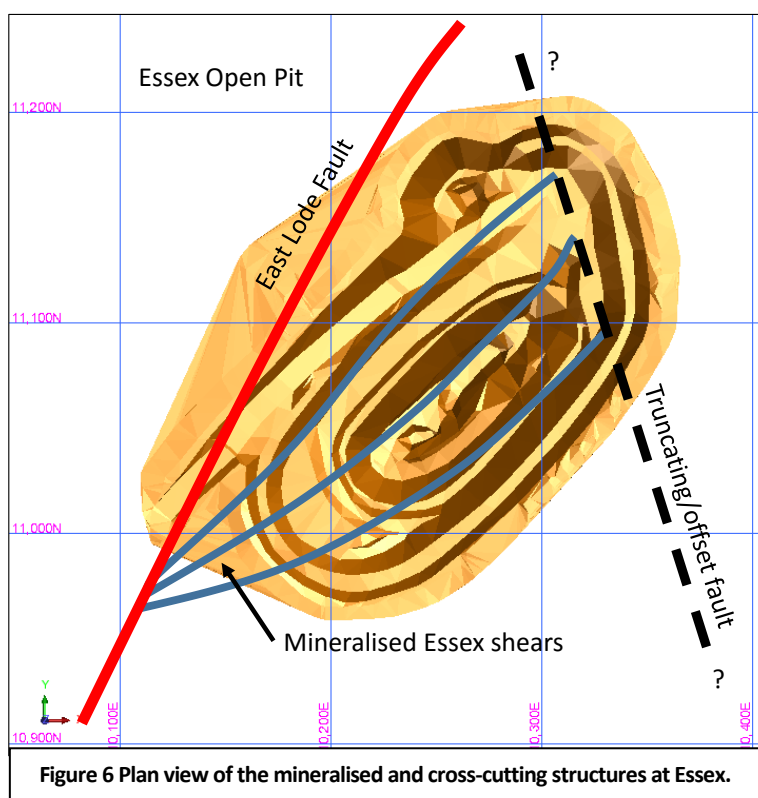 Essex Open Pit
?
11,200N
East Lode Fault
11,100N
Truncating/offset fault
11,000N
Mineralised Essex shears
?
Y
10,900N
10,100E
10,200E
10,300E
10,400E
Figure 6 Plan view of the mineralised and cross-cutting structures at Essex.